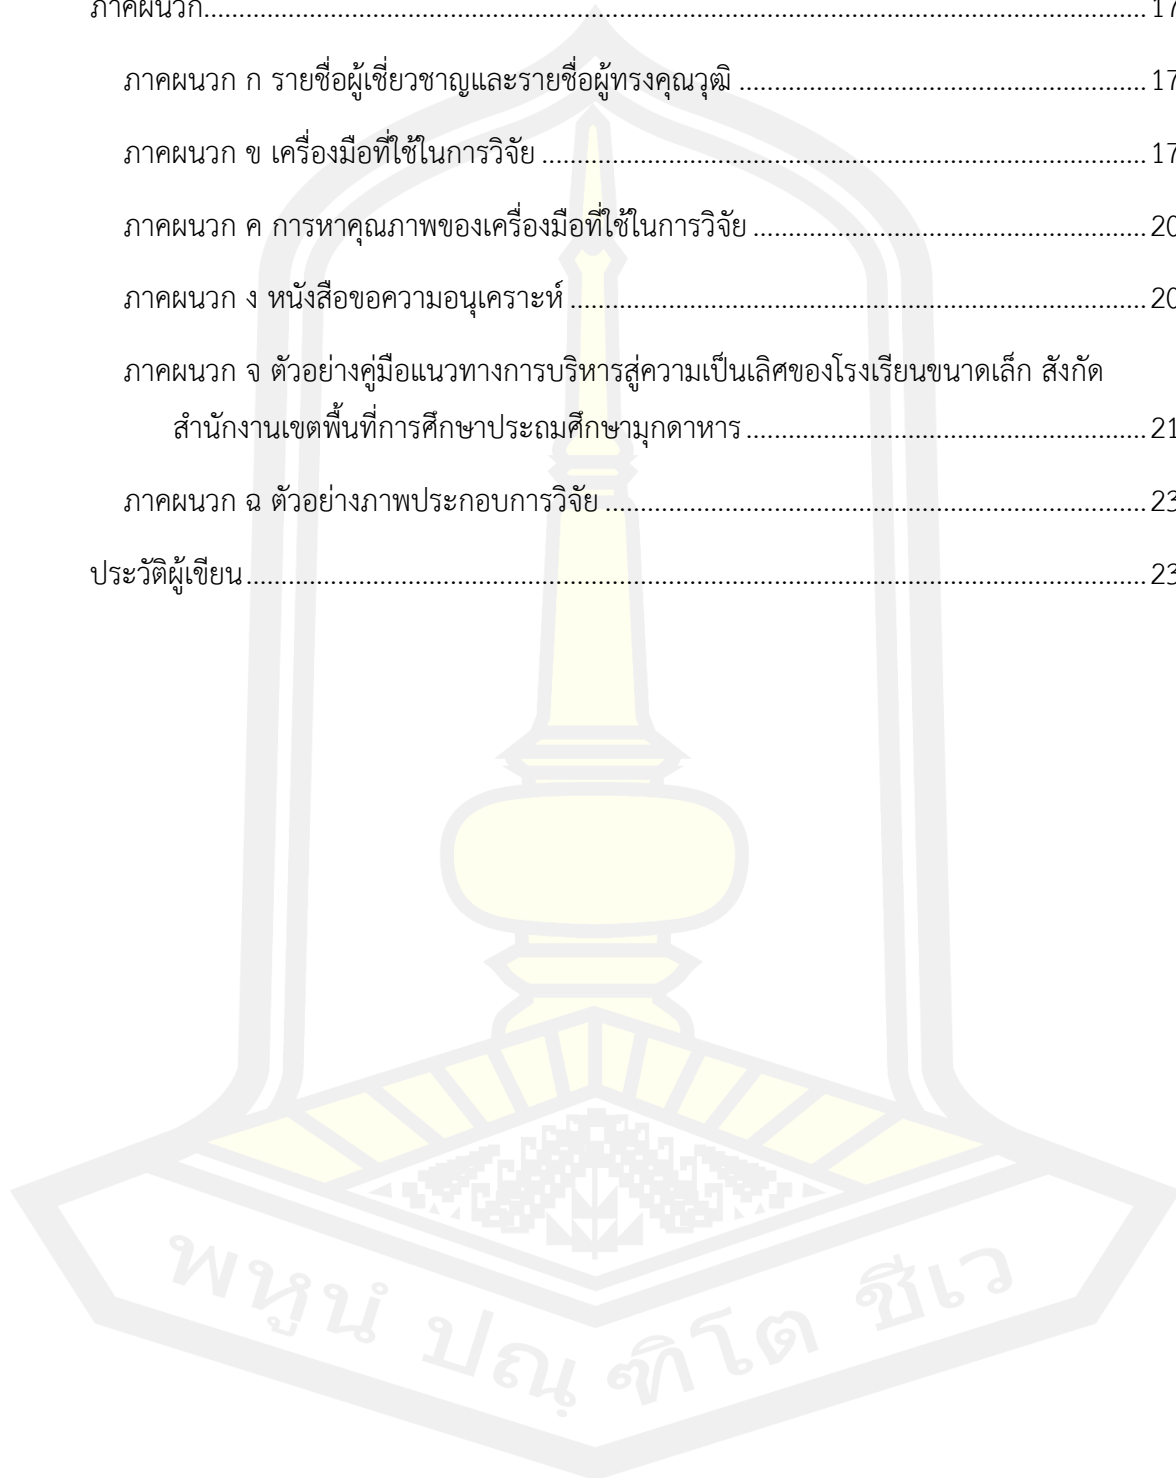 ภาคผนวก 17
ภาคผนวก ก รายชื่อผู้เชี่ยวชาญและรายชื่อผู้ทรงคุณวุฒิ 17
ภาคผนวก ข เครื่องมือที่ใช้ในการวิจัย 17
ภาคผนวก ค การหาคุณภาพของเครื่องมือที่ใช้ในการวิจัย 20
ภาคผนวก ง หนังสือขอความอนุเคราะห์ 20
ภาคผนวก จ ตัวอย่างคู่มือแนวทางการบริหารสู่ความเป็นเลิศของโรงเรียนขนาดเล็ก สังกัด
สำนักงานเขตพื้นที่การศึกษาประถมศึกษามุกดาหาร 21
ภาคผนวก ฉ ตัวอย่างภาพประกอบการวิจัย 23
ประวัติผู้เขียน 23
พหูนํ ปณฺฑิโต ชีเว